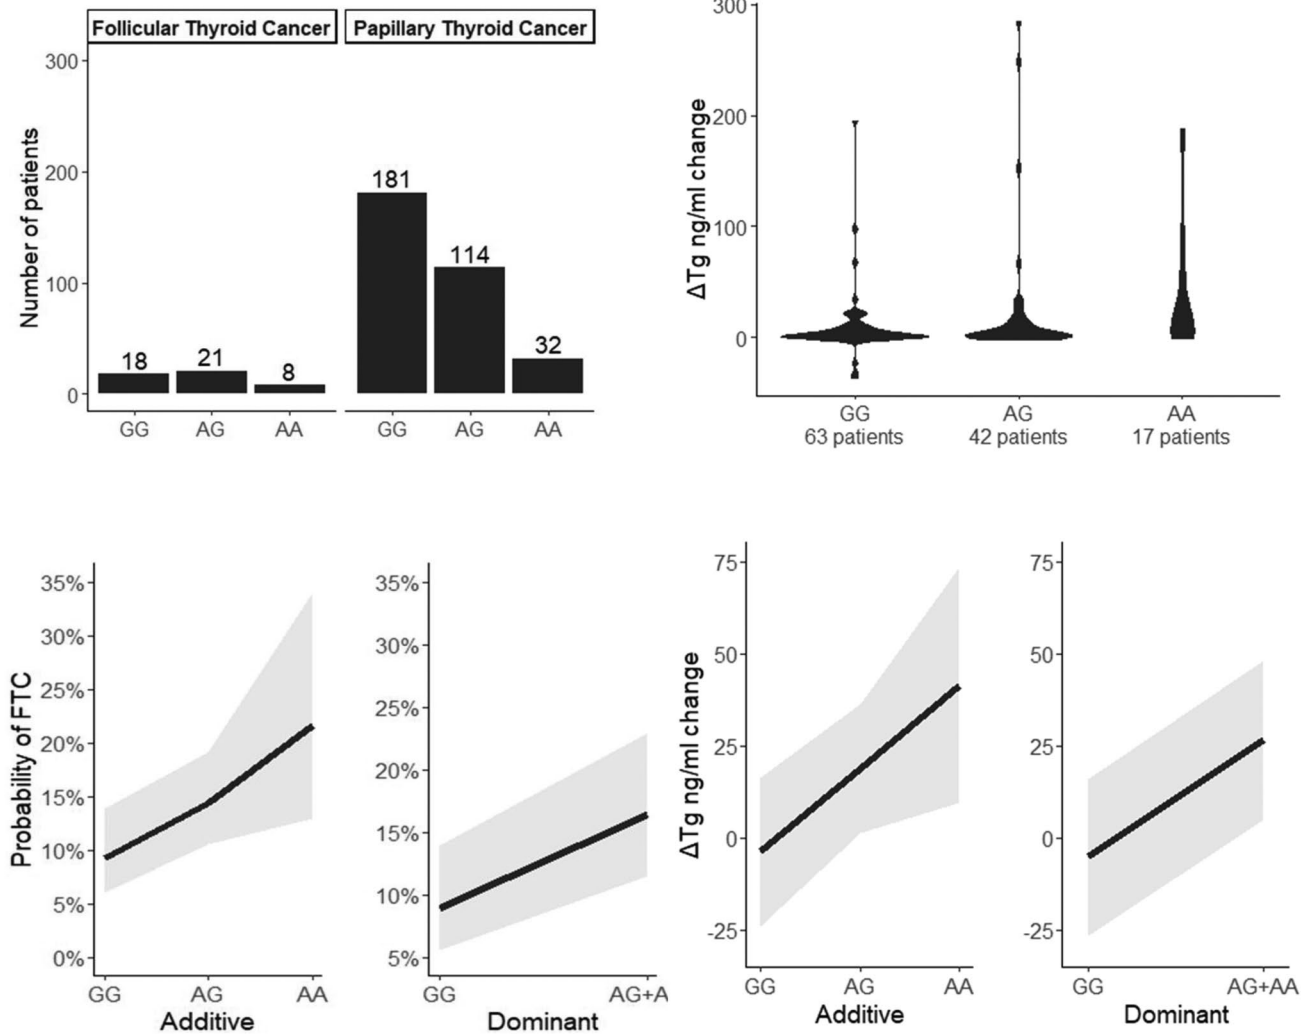 Follicular Thyroid Cancer
Papillary Thyroid Cancer
Number of patients
300
200
100
0
18
21
8
181
114
32
GG
AG
AA
GG
AG
AA
ΔTg ng/ml change
300
200
100
0
GG
AG
AA
63 patients
42 patients
17 patients
Probability of FTC
35%
30%
25%
20%
15%
10%
5%
0%
GG
AG
AA
Additive
35%
30%
25%
20%
15%
10%
5%
GG
AG+A
Dominant
ΔTg ng/ml change
75
50
25
0
-25
GG
AG
AA
Additive
75
50
25
0
-25
GG
AG+AA
Dominant